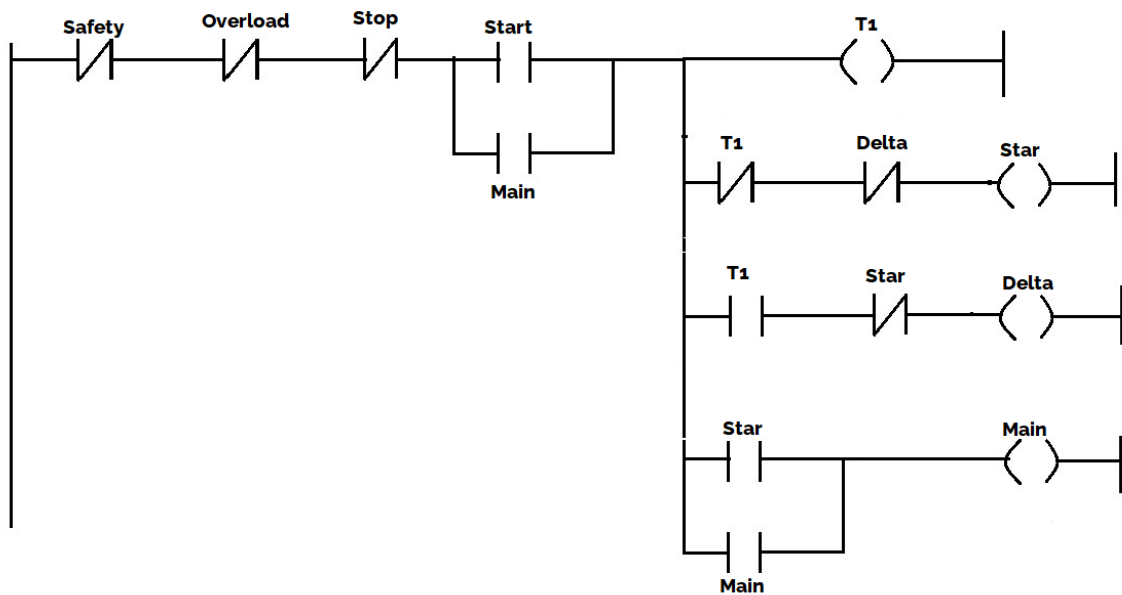 Safety
Overload
Stop
Start
T1
Main
T1
Delta
Star
T1
Star
Delta
Star
Main
Main